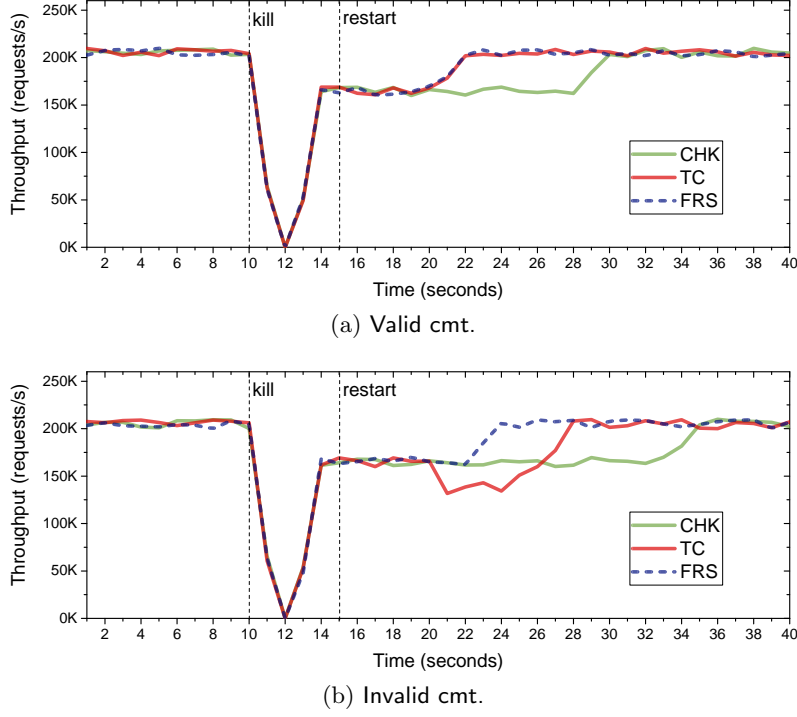 kill
restart
250K
200K
150K
100K
50K
0K
Throughput (requests/s)
CHK
TC
FRS
2 4 6 8 10 12 14 16 18 20 22 24 26 28 30 32 34 36 38 40
Time (seconds)
(a) Valid cmt.
kill
restart
250K
200K
150K
100K
50K
0K
Throughput (requests/s)
CHK
TC
FRS
2 4 6 8 10 12 14 16 18 20 22 24 26 28 30 32 34 36 38 40
Time (seconds)
(b) Invalid cmt.